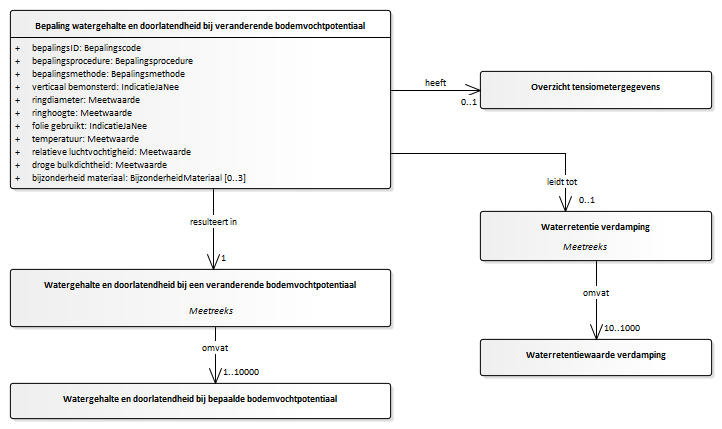 Bepaling watergehalte en doorlatendheid bij veranderende bodemvochtpotentiaal
+ bepalingsID: Bepalingscode
+ bepalingsprocedure: Bepalingsprocedure
+ bepalingsmethode: Bepalingsmethode
+ verticaal bemonsterd: IndicatieJaNee
+ ringdiameter: Meetwaarde
+ ringhoogte: Meetwaarde
+ folie gebruikt: IndicatieJaNee
+ temperatuur: Meetwaarde
+ relatieve luchtvochtigheid: Meetwaarde
+ droge bulkdichtheid: Meetwaarde
+ bijzonderheid materiaal: BijzonderheidMateriaal [0..3]
heeft
0..1
Overzicht tensiometergegevens
leidt tot
0..1
Waterretentie verdamping
Meetreeks
omvat
10..1000
Waterretentiewaarde verdamping
resulteert in
1
Watergehalte en doorlatendheid bij een veranderende bodemvochtpotentiaal
Meetreeks
omvat
1..10000
Watergehalte en doorlatendheid bij bepaalde bodemvochtpotentiaal